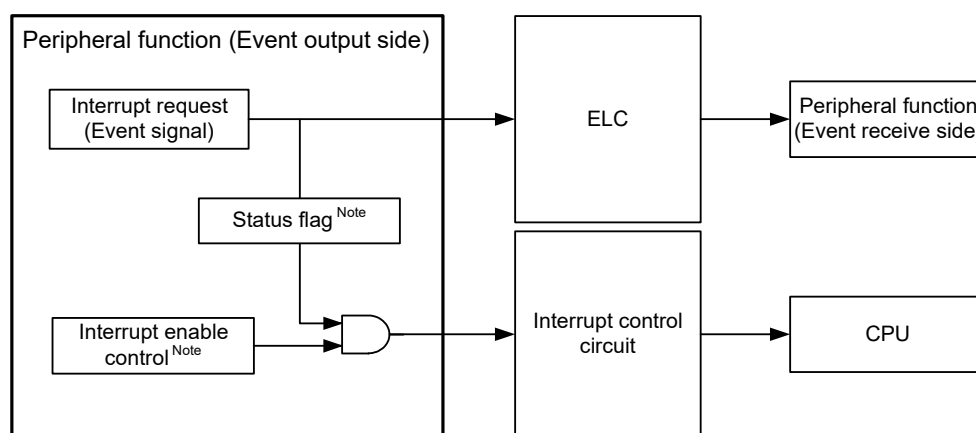 Peripheral function (Event output side)
Interrupt request
(Event signal)
ELC
Peripheral function
(Event receive side
Status flag Note
Interrupt enable
control Note
Interrupt control
circuit
CPU